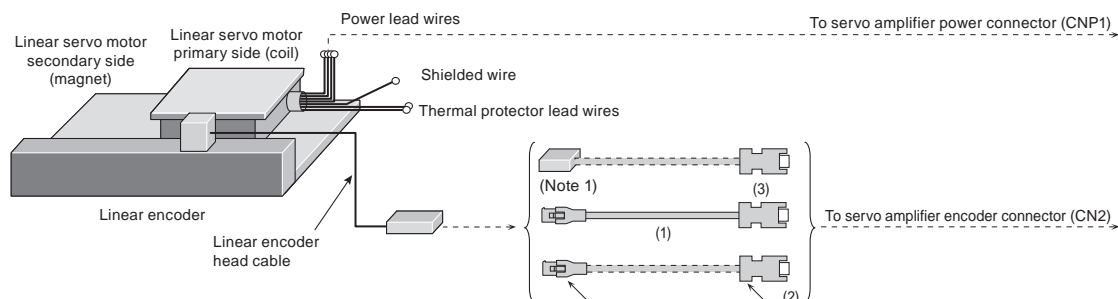 Power lead wires
To servo amplifier power connector (CNP1)
Linear servo motor
secondary side
(magnet)
Linear servo motor
primary side (coil)
Shielded wire
Thermal protector lead wires
(Note 1)
(3)
Linear encoder
(1)
To servo amplifier encoder connector (CN2)
Linear encoder
head cable
(2)